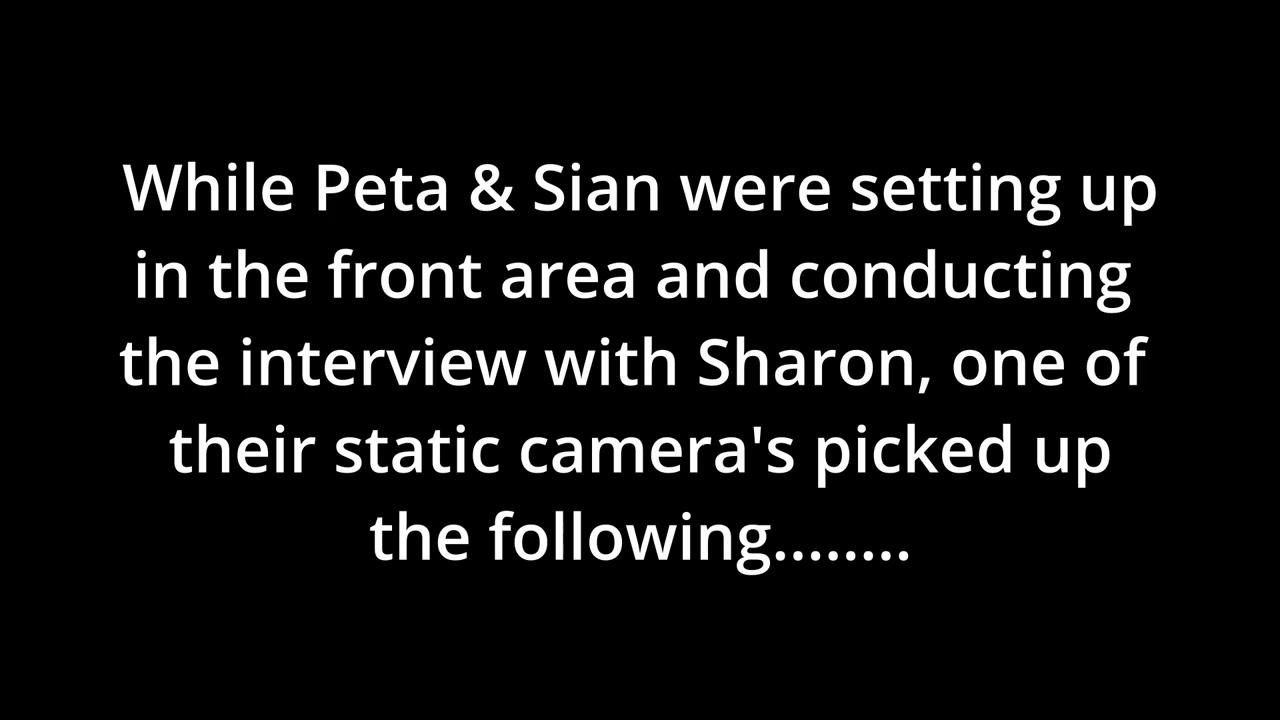 While Peta & Sian were setting up
in the front area and conducting
the interview with Sharon, one of
their static camera's picked up
the following........